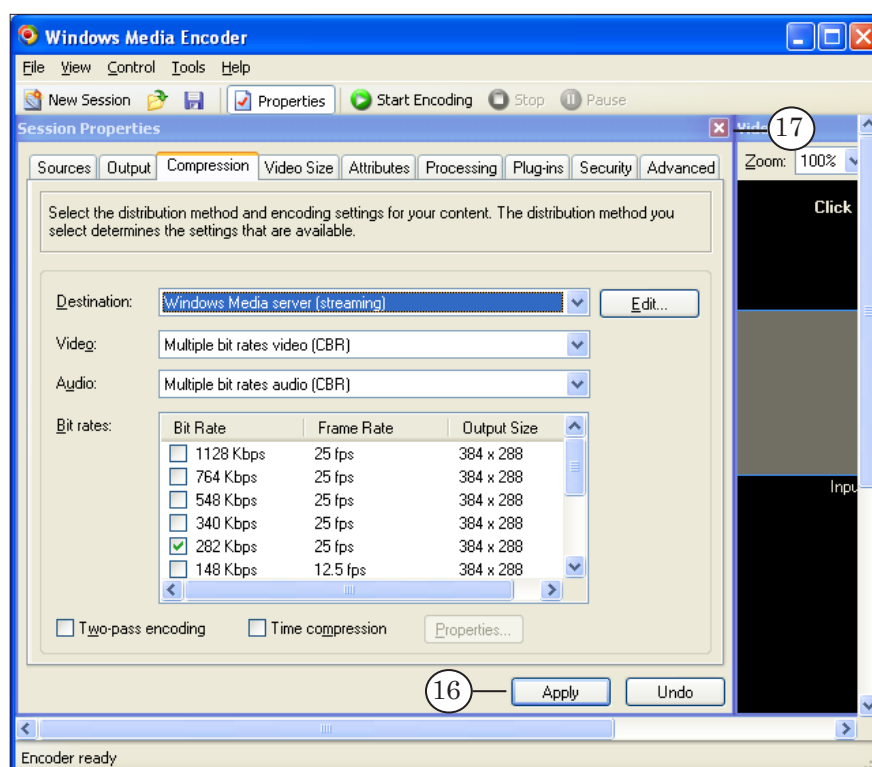 Windows Media Encoder
File View Control Tools Help
New Session Properties Start Encoding Stop Pause
Session Properties
17
Sources Output Compression Video Size Attributes Processing Plug-ins Security Advanced
Zoom: 100%
Select the distribution method and encoding settings for your content. The distribution method you
select determines the settings that are available.
Click
Destination: Windows Media server (streaming) Edit...
Video: Multiple bit rates video (CBR)
Audio: Multiple bit rates audio (CBR)
Bit rates: Bit Rate Frame Rate Output Size
1128 Kbps 25 fps 384 x 288
764 Kbps 25 fps 384 x 288
548 Kbps 25 fps 384 x 288
340 Kbps 25 fps 384 x 288
282 Kbps 25 fps 384 x 288
148 Kbps 12.5 fps 384 x 288
Two-pass encoding Time compression Properties...
16 Apply Undo
Encoder ready